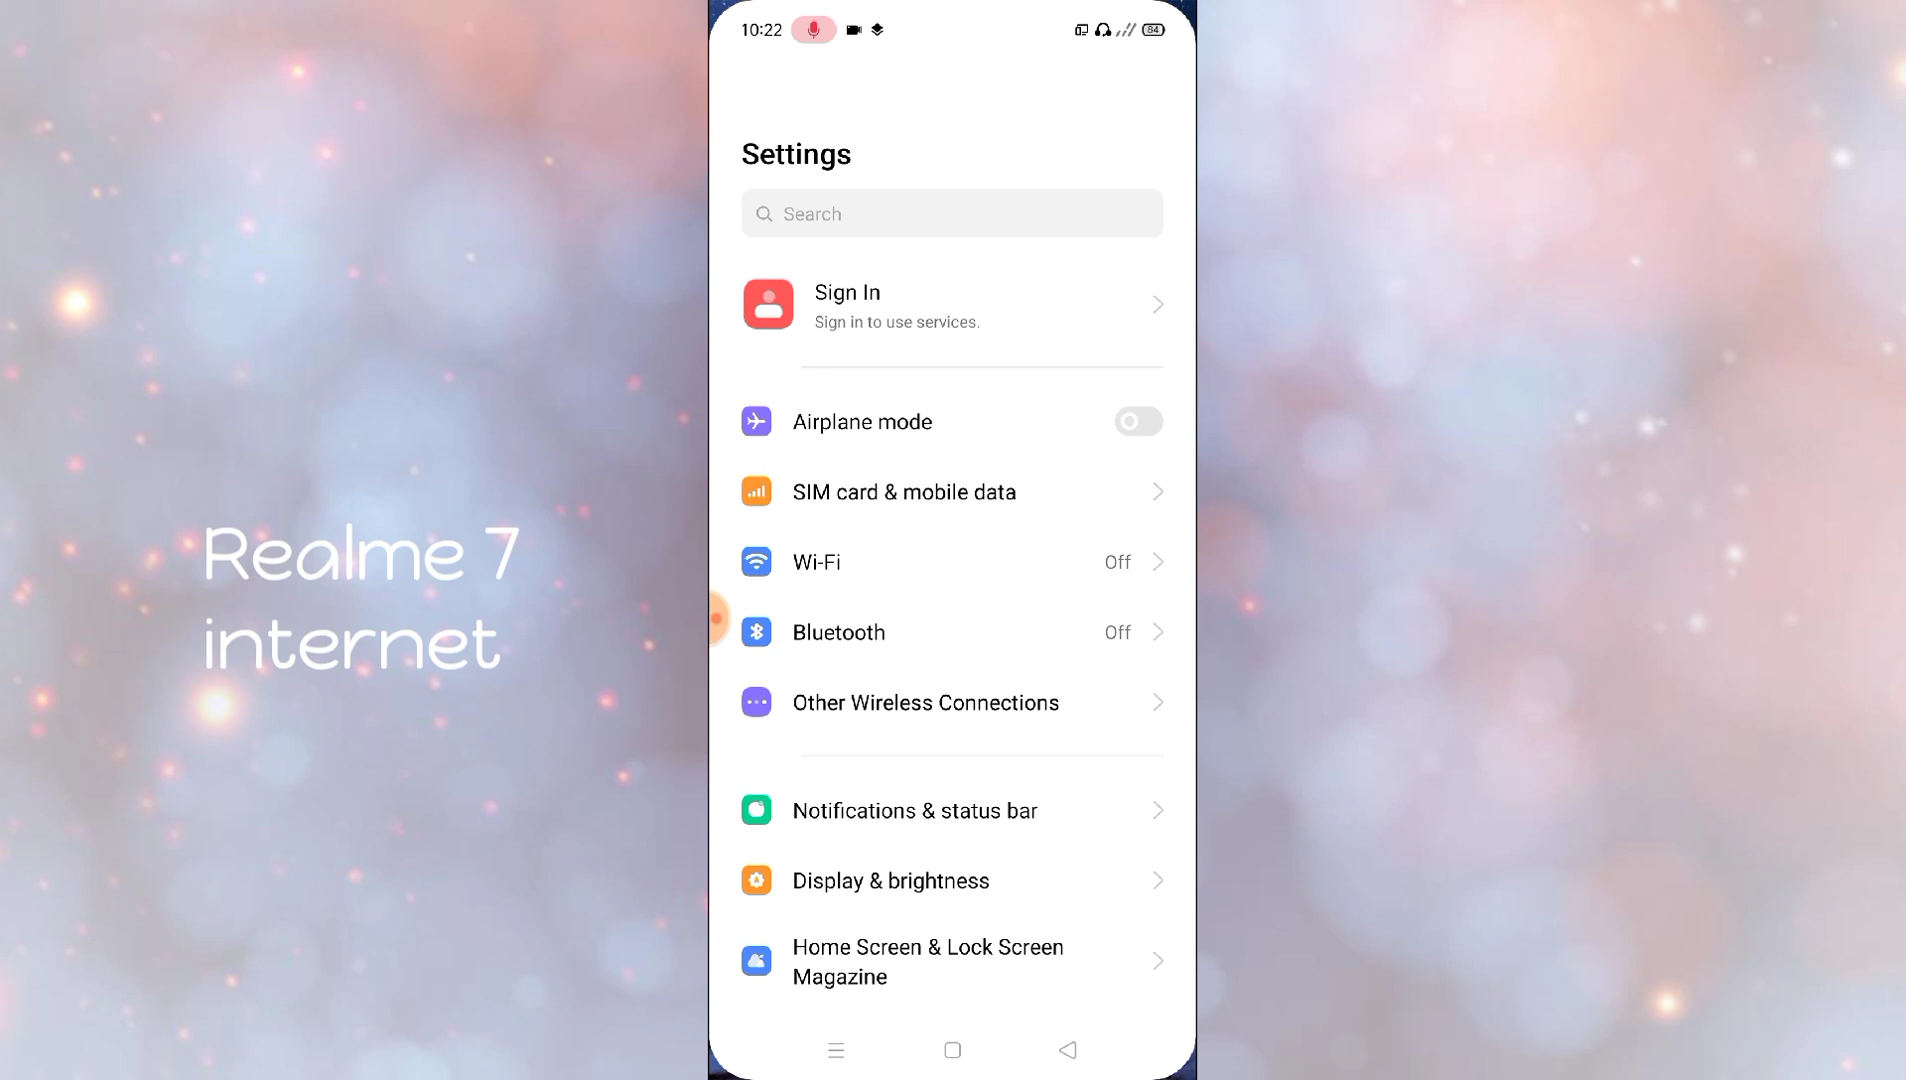 10:22
84
Settings
Search
Sign In
Sign in to use services.
Airplane mode
SIM card & mobile data
Wi-Fi
Off
Bluetooth
Off
Other Wireless Connections
Notifications & status bar
Display & brightness
Home Screen & Lock Screen
Magazine
Realme 7
internet